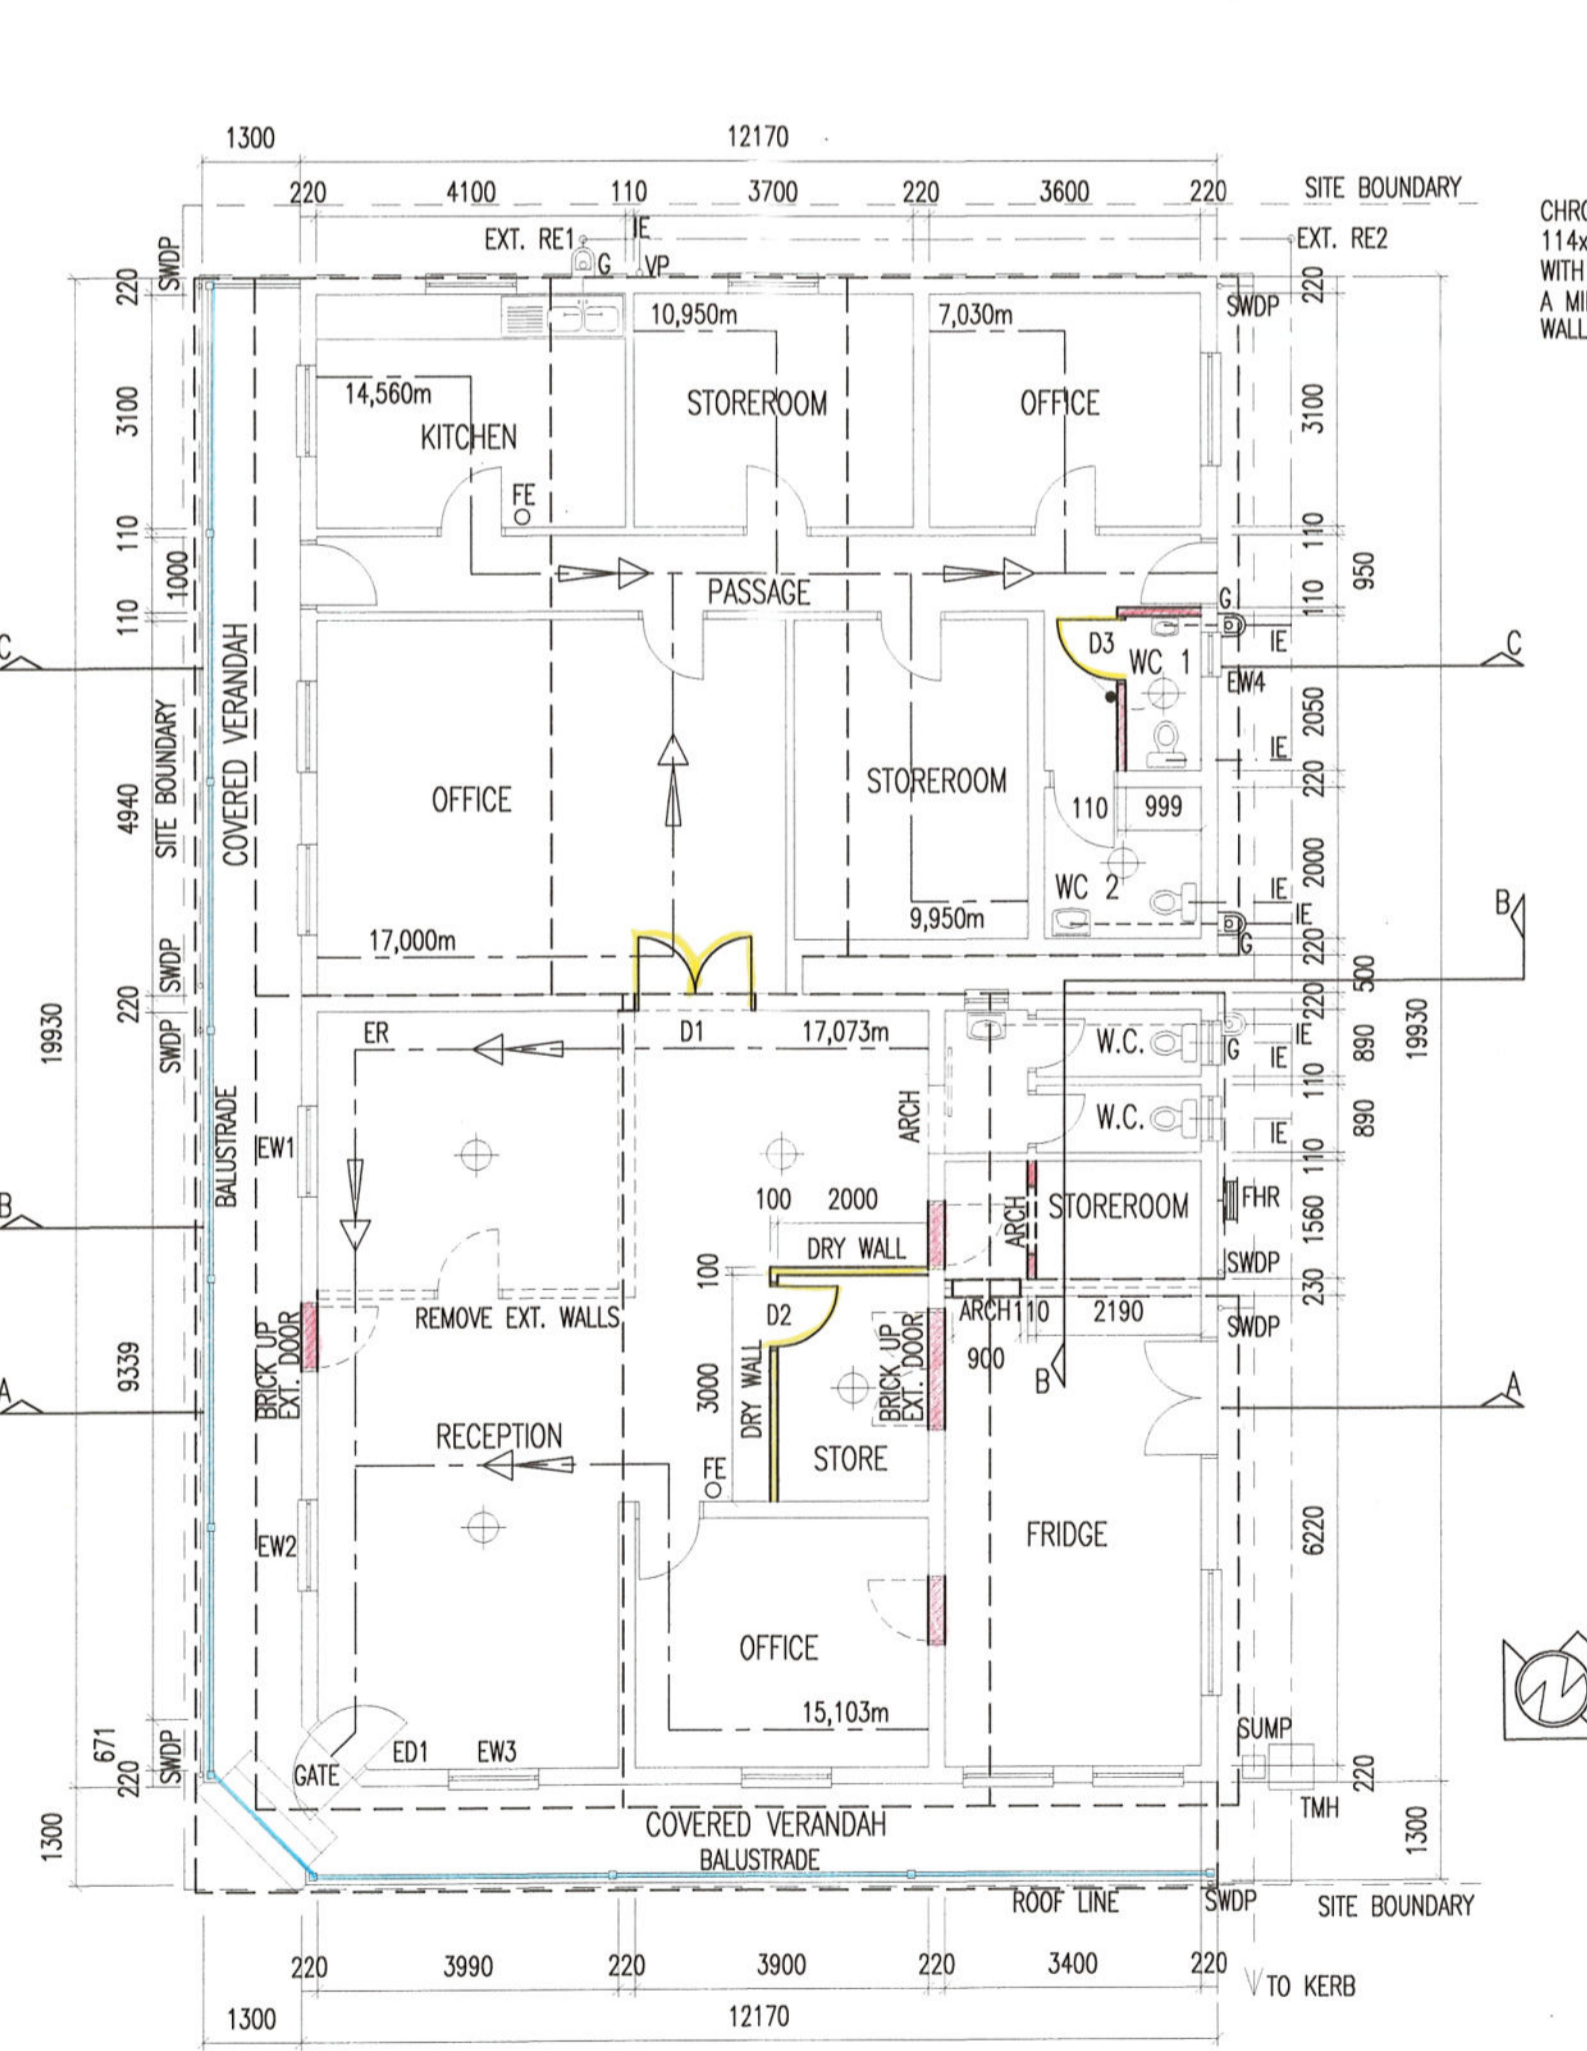 1300
12170
220
4100
110
3700
220
3600
220
SITE BOUNDARY
CHRO
114x
WITH
A MI
WALL
EXT. RE1
IE
G
VP
EXT. RE2
SWDP
220
220
SWDP
10,950m
7,030m
14,560m
KITCHEN
STOREROOM
OFFICE
3100
3100
FE
110
1000
110
110
950
110
PASSAGE
G
D3
WC 1
IE
EW4
C
C
SITE BOUNDARY
COVERED VERANDAH
4940
2050
IE
220
OFFICE
STOREROOM
110
999
2000
WC 2
IE
IE
G
B
17,000m
9,950m
SWDP
220
SWDP
220
500
220
19930
19930
ER
D1
17,073m
W.C.
G
IE
IE
890
110
890
BALUSTRADE
EW1
ARCH
W.C.
IE
110
B
100
2000
DRY WALL
ARCH
STOREROOM
FHR
1560
SWDP
100
230
REMOVE EXT. WALLS
D2
ARCH
110
2190
SWDP
BRICK UP
EXT. DOOR
9339
3000
DRY WALL
BRICK UP
EXT. DOOR
900
B
A
A
RECEPTION
FE
STORE
EW2
FRIDGE
6220
OFFICE
15,103m
671
220
SWDP
GATE
ED1
EW3
SUMP
220
TMH
1300
1300
COVERED VERANDAH
BALUSTRADE
ROOF LINE
SWDP
SITE BOUNDARY
220
3990
220
3900
220
3400
220
TO KERB
1300
12170